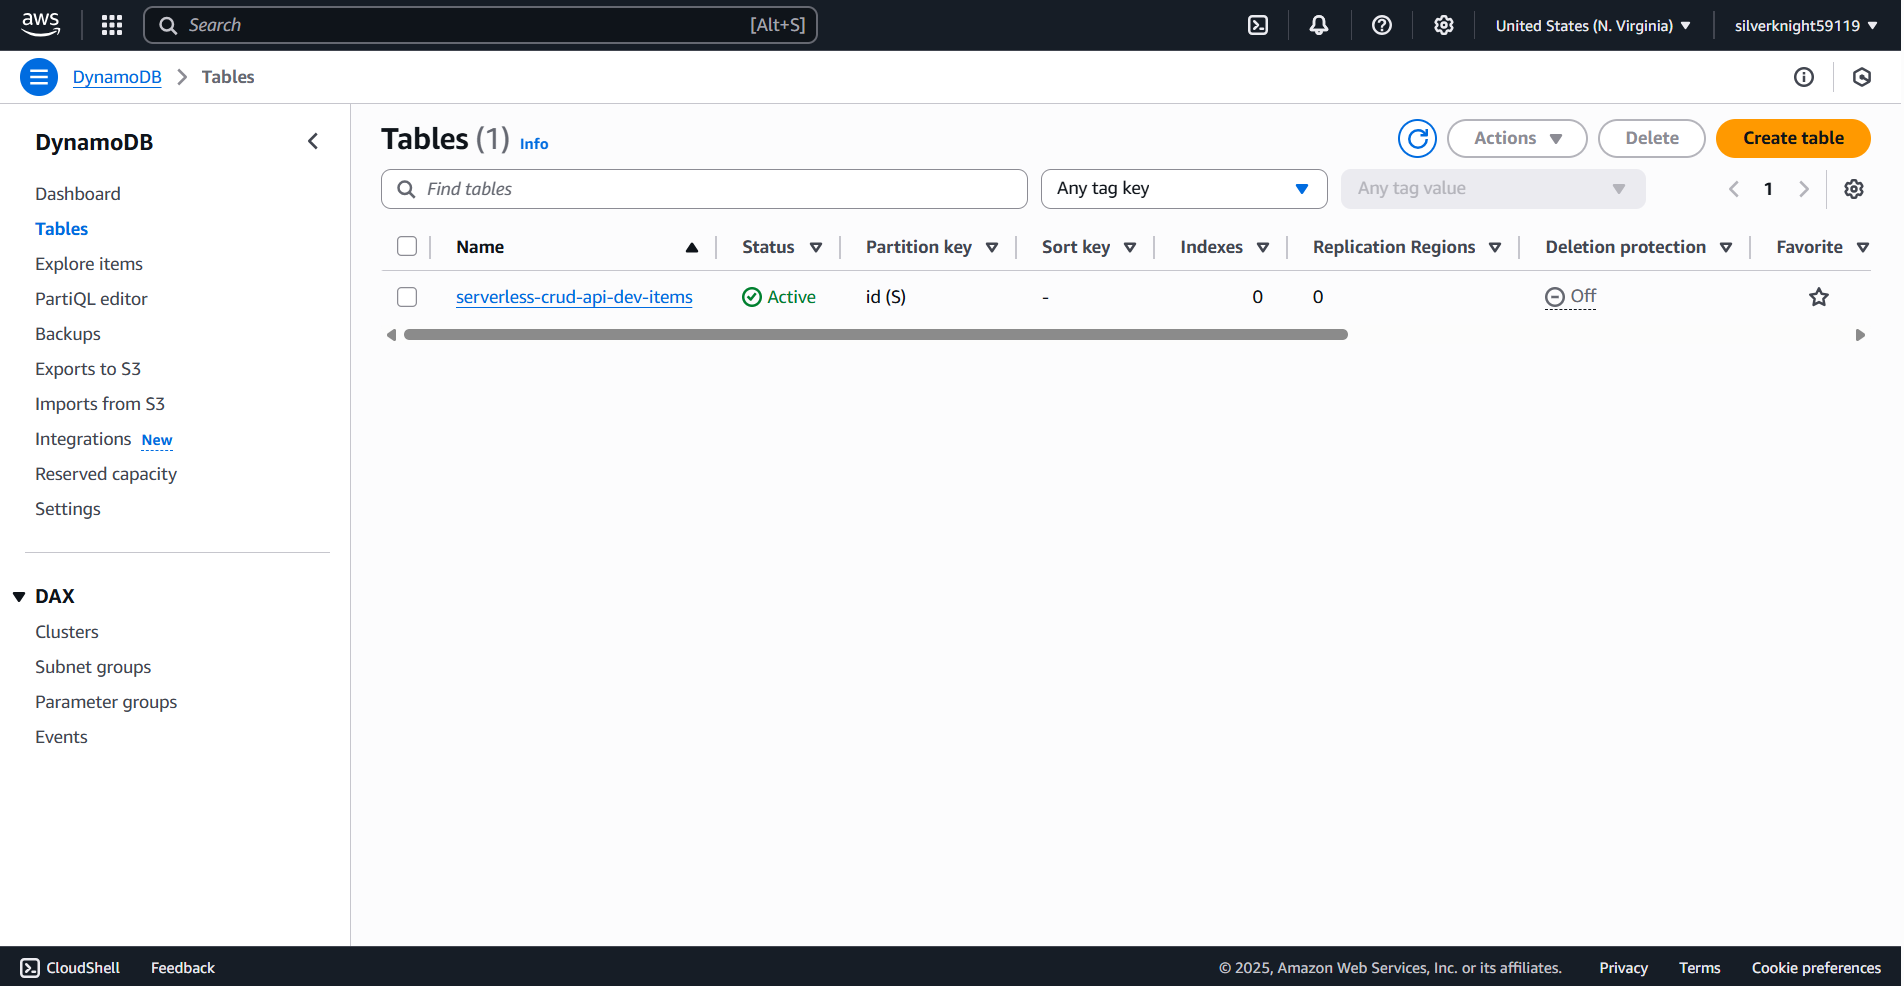 aws
Search [Alt+S] United States (N. Virginia) silverknight59119
DynamoDB Tables
DynamoDB
Dashboard
Tables
Explore items
PartiQL editor
Backups
Exports to S3
Imports from S3
Integrations New
Reserved capacity
Settings
DAX
Clusters
Subnet groups
Parameter groups
Events
Tables (1) Info Actions Delete Create table
Find tables Any tag key Any tag value 1
Name Status Partition key Sort key Indexes Replication Regions Deletion protection Favorite
serverless-crud-api-dev-items Active id (S) - 0 0 Off
CloudShell Feedback © 2025, Amazon Web Services, Inc. or its affiliates. Privacy Terms Cookie preferences